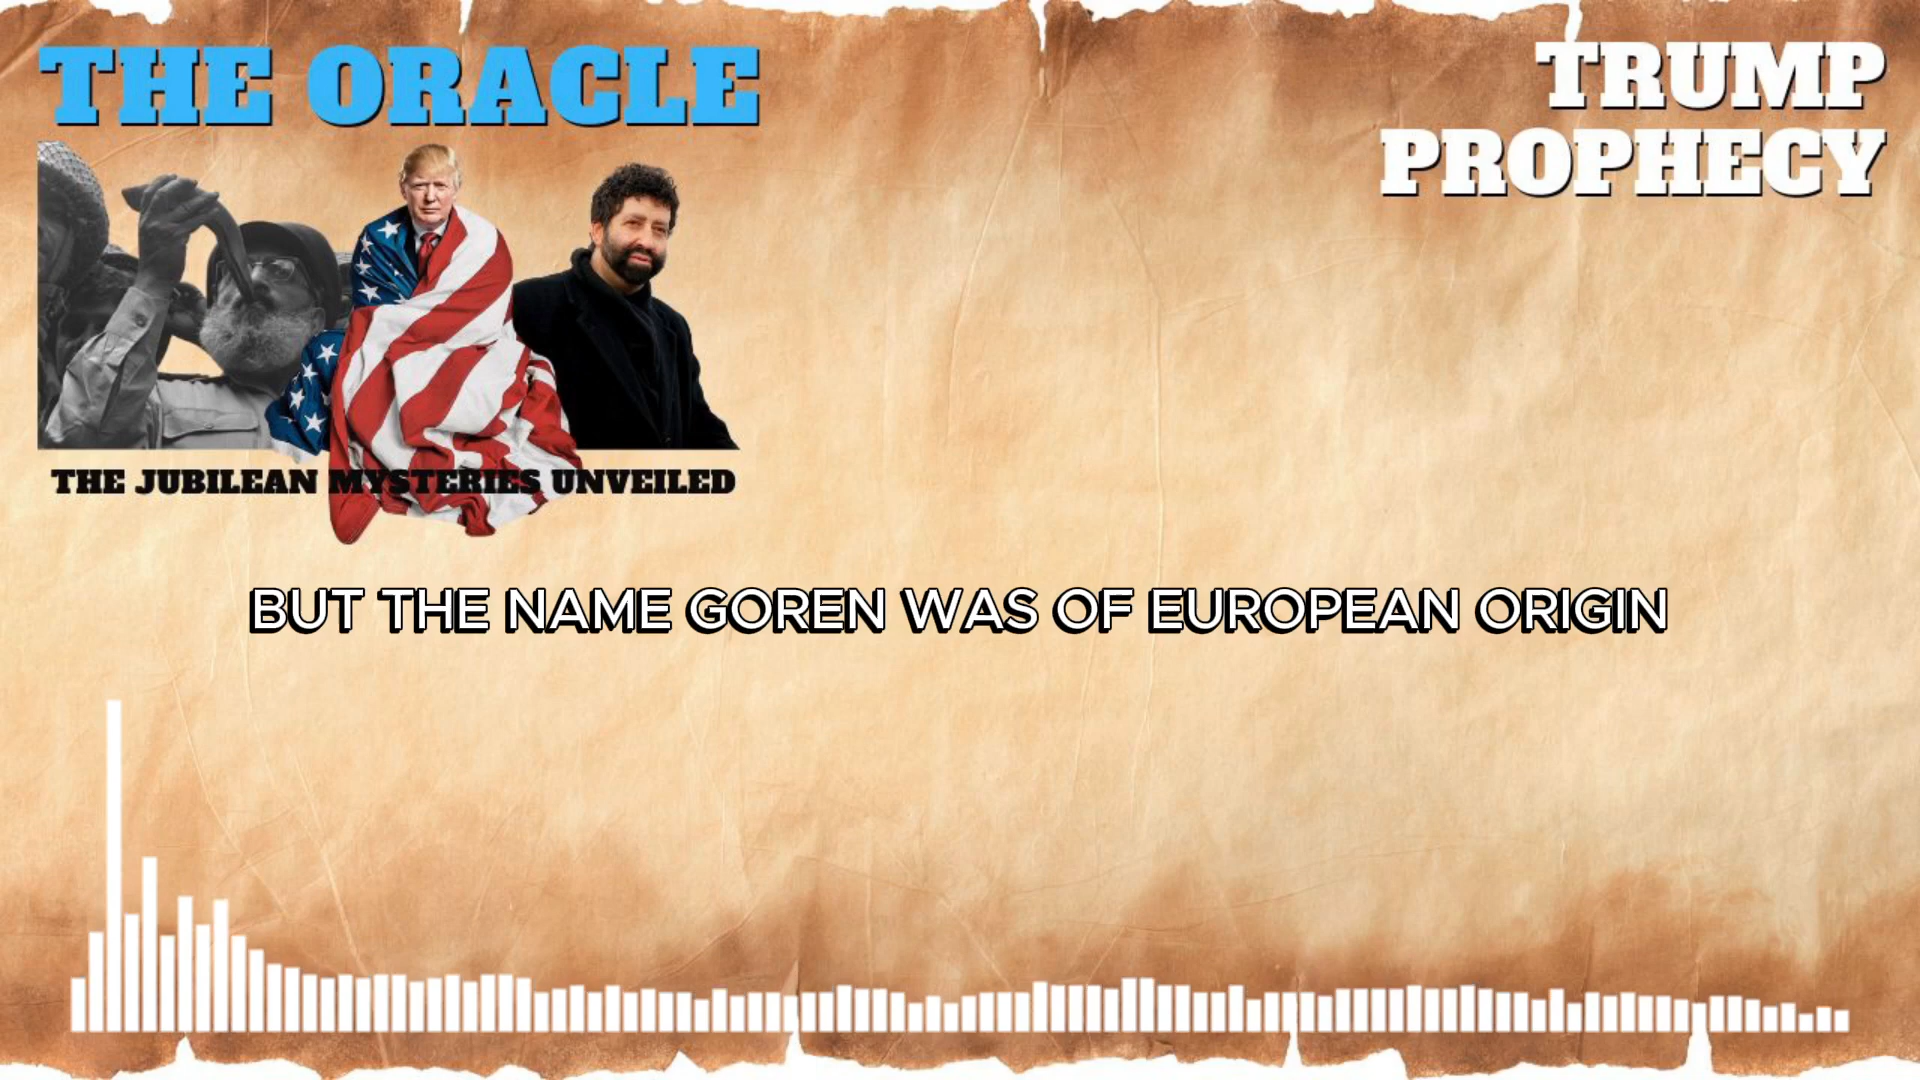 THE ORACLE
TRUMP
PROPHECY
THE JUBILEAN MYSTERIES UNVEILED
BUT THE NAME GOREN WAS OF EUROPEAN ORIGIN